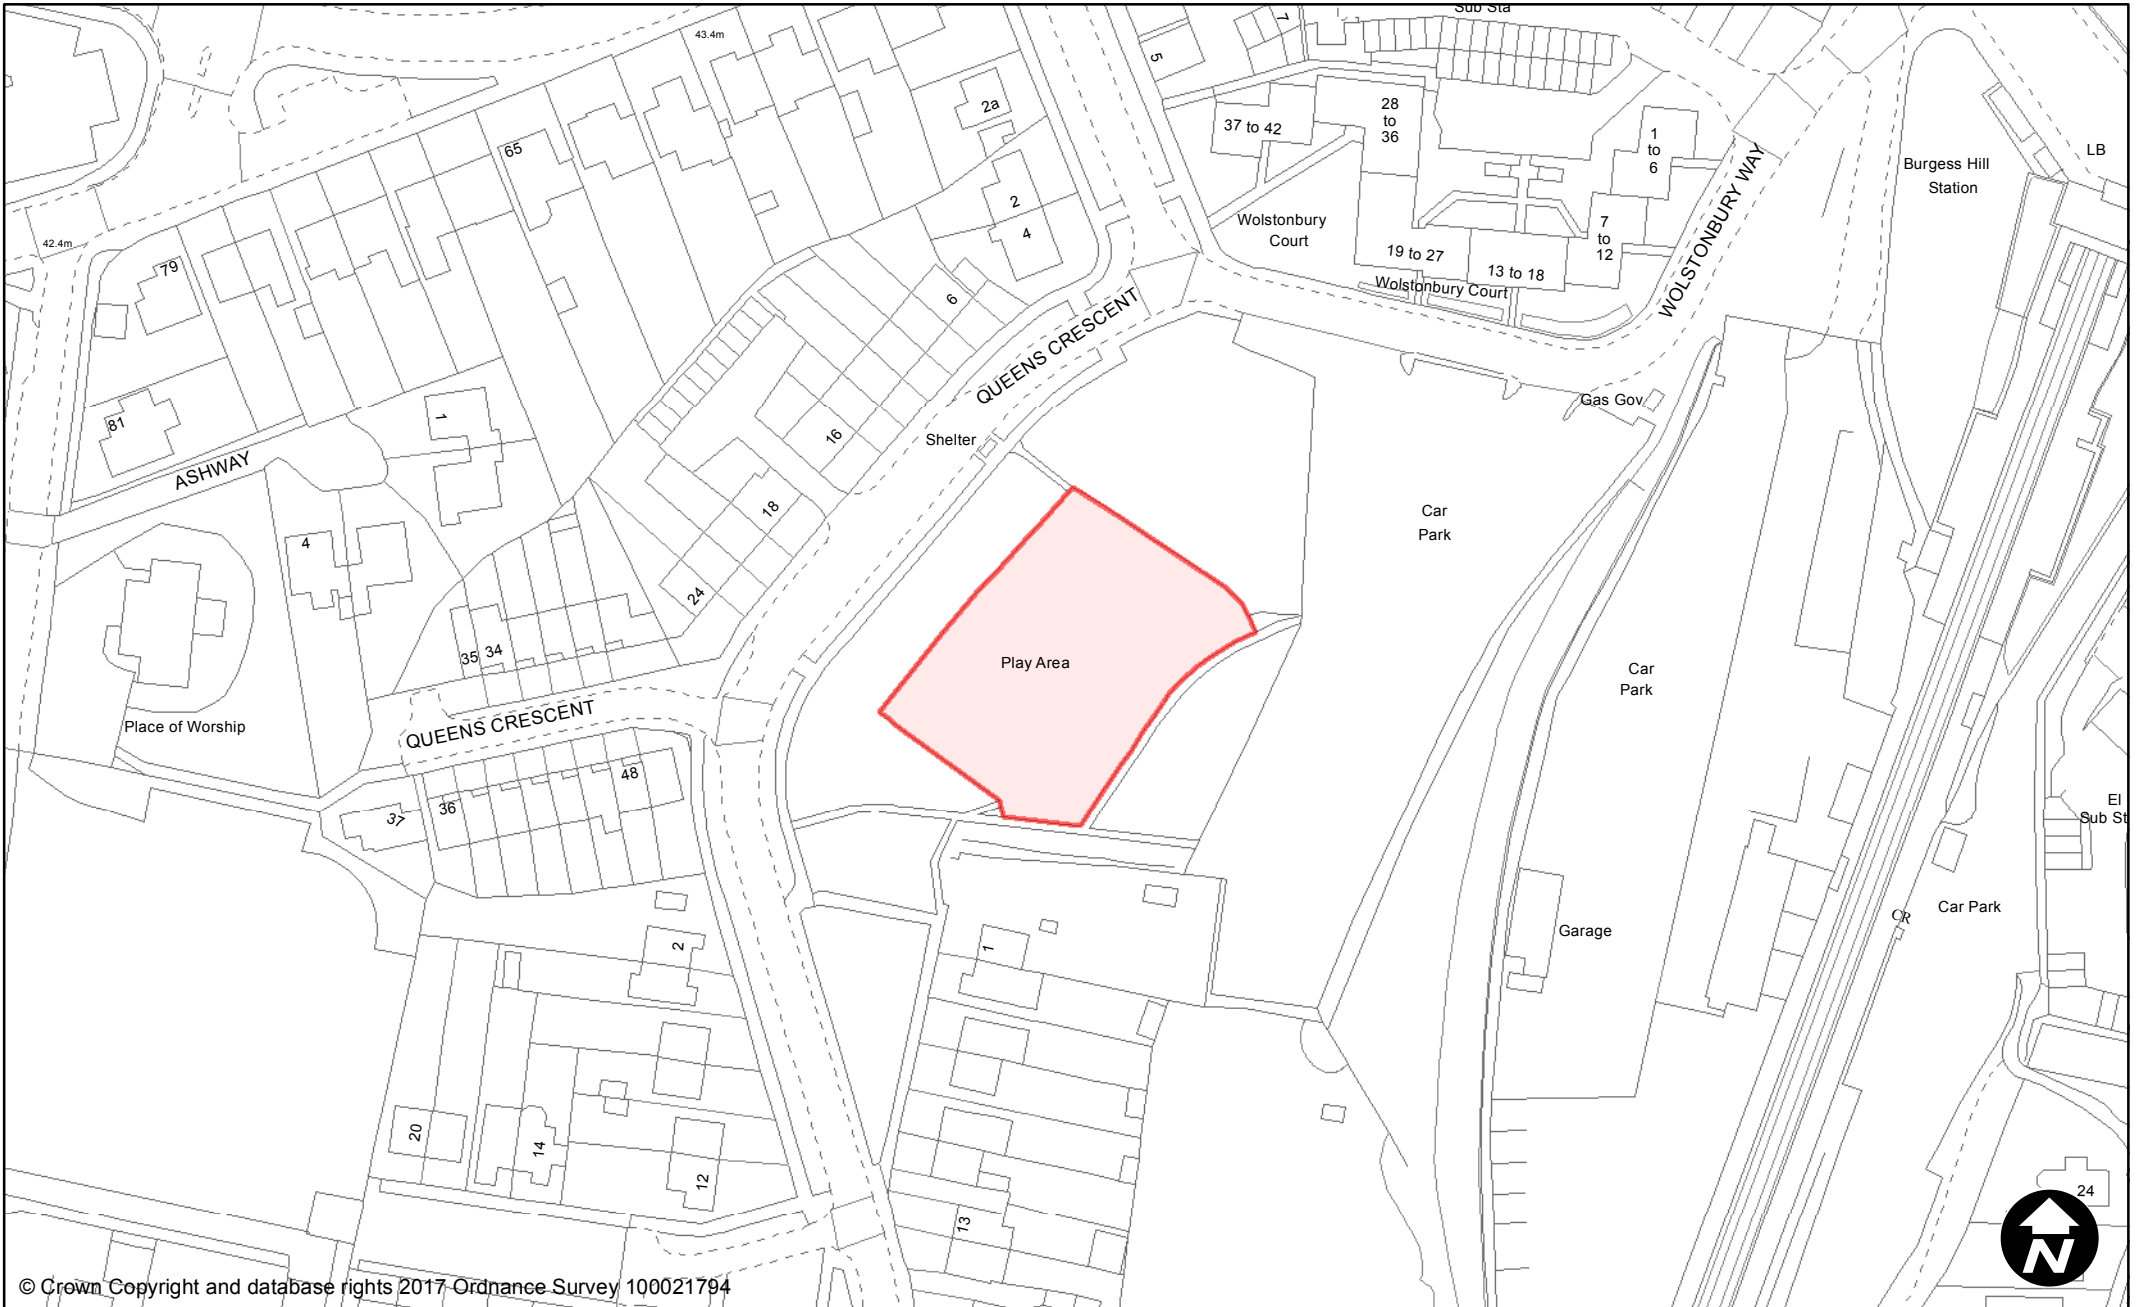 Sub Sta
43.4m
5
7
2a
28
to
36
37 to 42
1
to
6
LB
Burgess Hill
Station
65
2
4
Wolstonbury
Court
7
to
12
19 to 27
13 to 18
Wolstonbury Court
WOLSTONBURY WAY
42.4m
79
6
QUEENS CRESCENT
81
1
ASHWAY
Shelter
16
Gas Gov
18
Car
Park
4
24
35
34
Play Area
Car
Park
Place of Worship
QUEENS CRESCENT
48
36
37
El
Sub St
Car Park
CR
Garage
2
1
20
14
12
13
24
N
© Crown Copyright and database rights 2017 Ordnance Survey 100021794